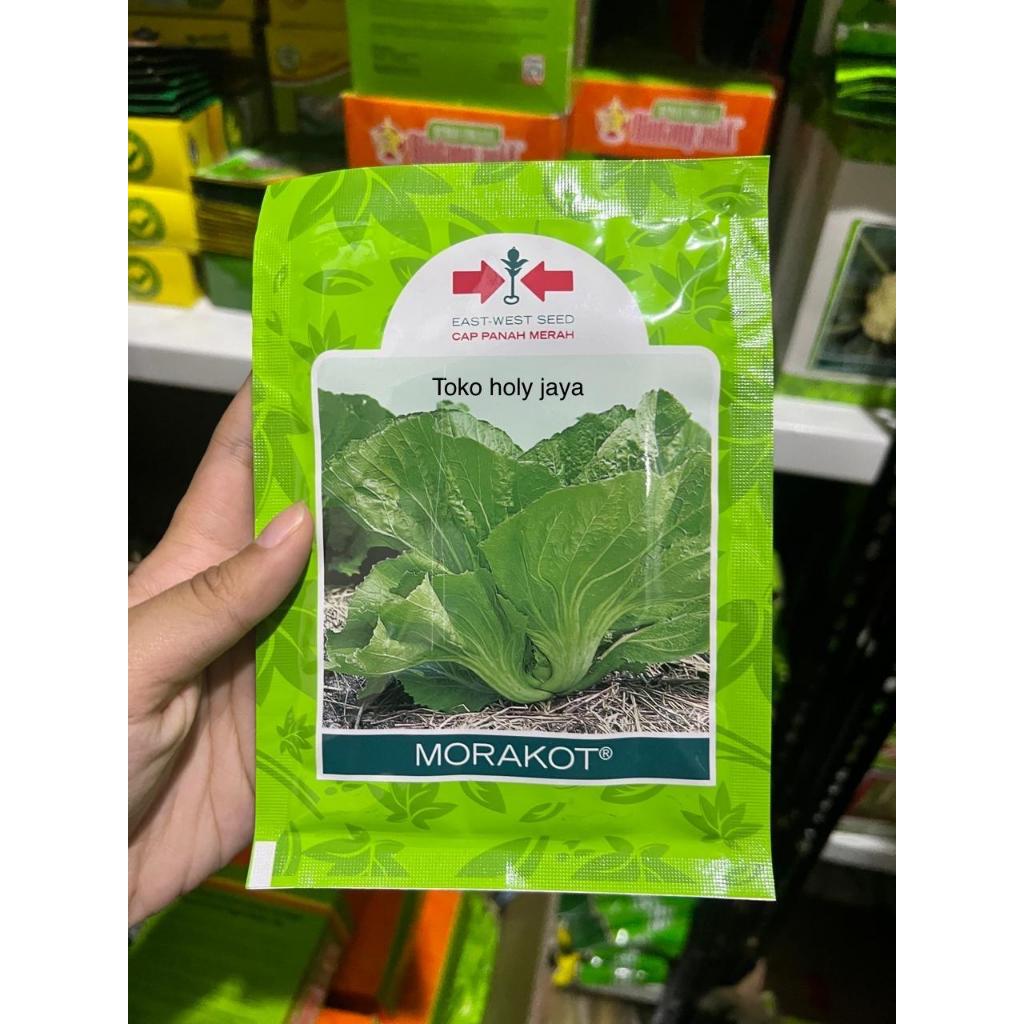 EAST-WEST SEED
CAP PANAH MERAH
Toko holy jaya
MORAKOT®